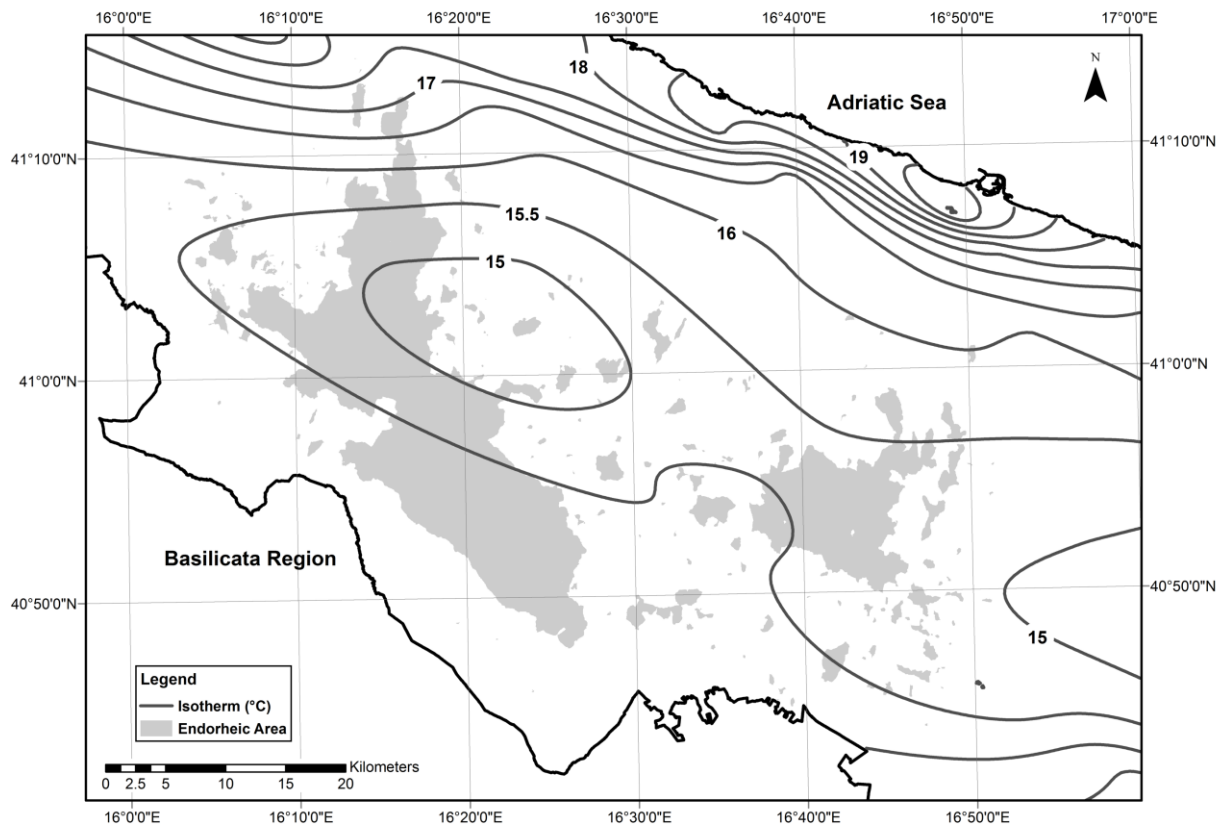 16°0'0"E 16°10'0"E 16°20'0"E 16°30'0"E 16°40'0"E 16°50'0"E 17°0'0"E
N
18
17
Adriatic Sea
41°10'0"N 41°10'0"N
19
15.5
16
15
41°0'0"N 41°0'0"N
Basilicata Region
40°50'0"N 40°50'0"N
15
Legend
Isotherm (°C)
Endorheic Area
Kilometers
0 2.5 5 10 15 20
16°0'0"E 16°10'0"E 16°20'0"E 16°30'0"E 16°40'0"E 16°50'0"E